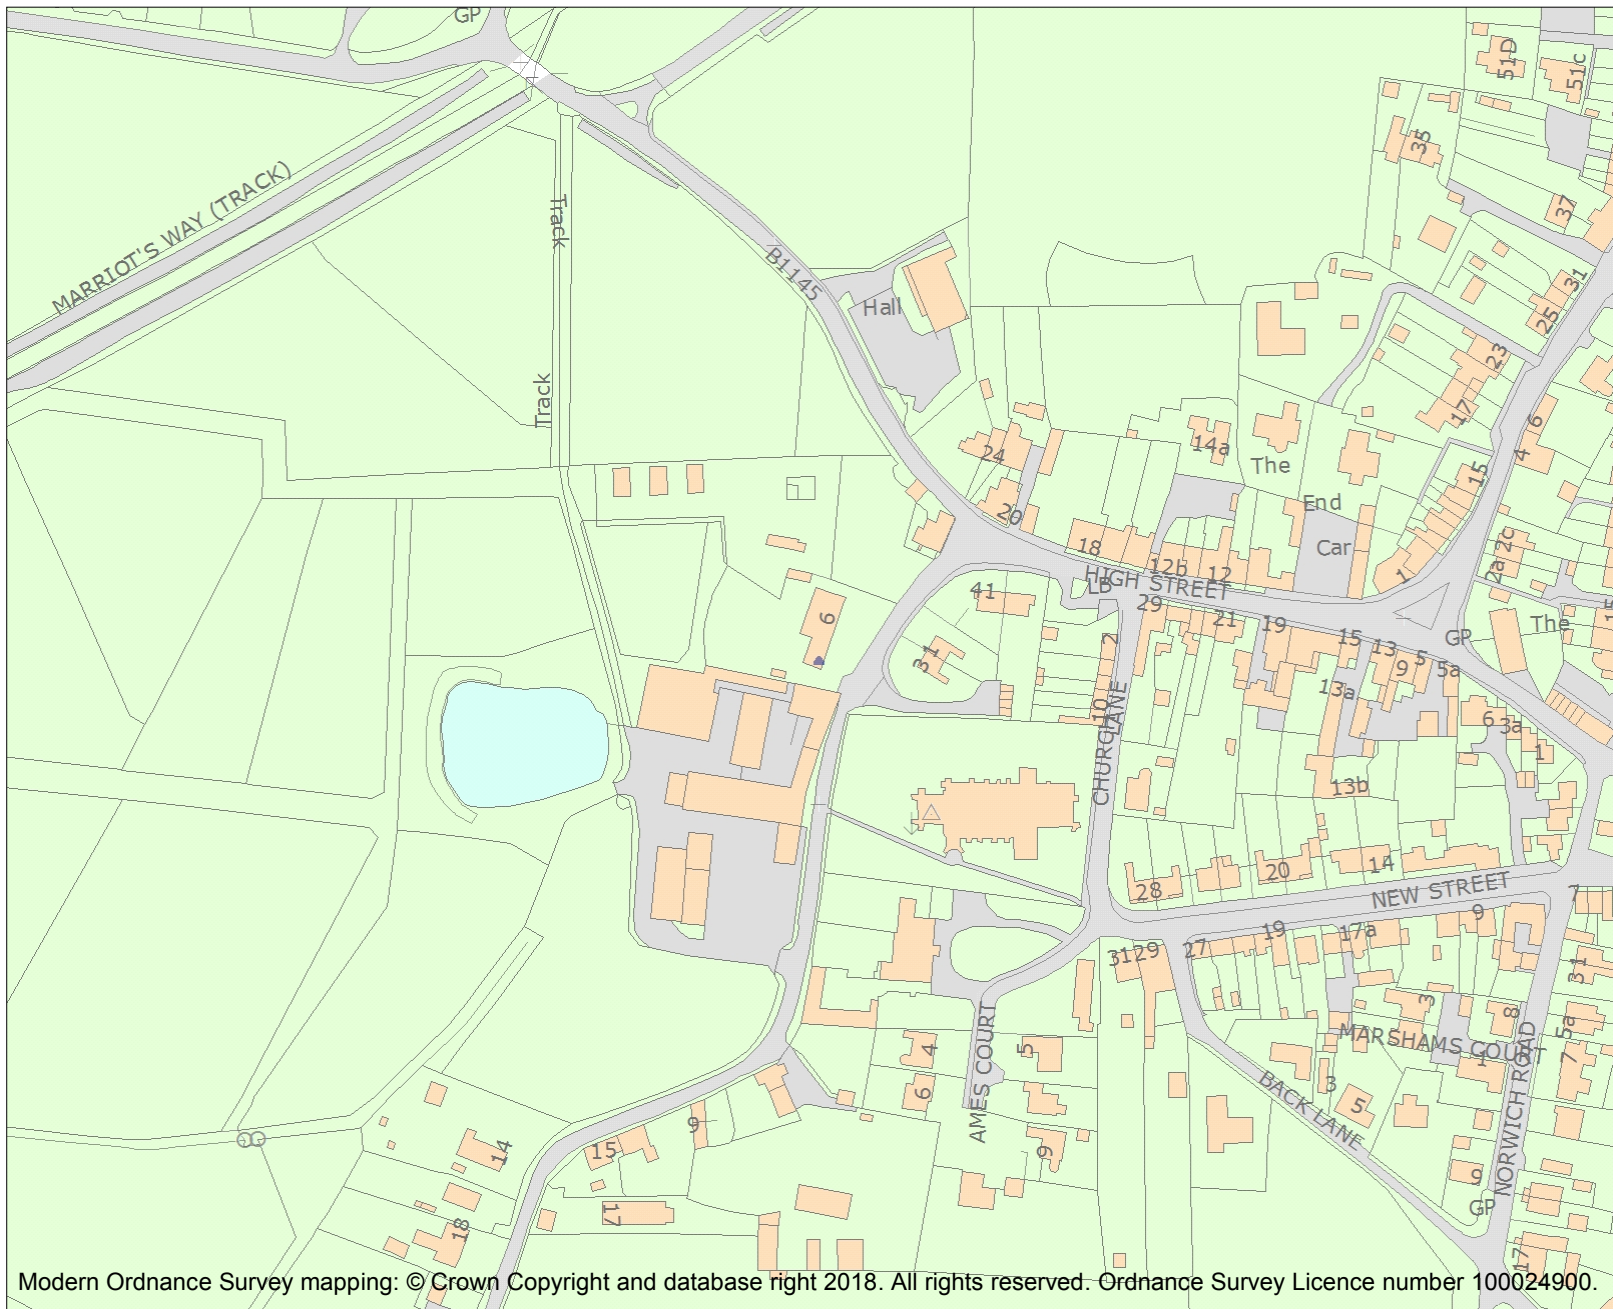 GP
51D
51c
35
MARRIOT'S WAY (TRACK)
Track
37
B1145
31
Hall
25
23
Track
17
6
24
14a
4
The
15
End
20
18
Car
2a 2c
12b
12
1
HIGH STREET
LB
41
29
21
19
15
13
GP
The
6
2
31
9
5
5a
13a
10
6
3a
1
CHURCH LANE
13b
20
14
28
NEW STREET
7
9
19
17a
27
31 29
31
3
8
5a
MARSHAMS COURT
4
5
1
7
6
AMES COURT
3
5
BACK LANE
NORWICH ROAD
9
14
15
9
9
GP
17
18
17
Modern Ordnance Survey mapping: © Crown Copyright and database right 2018. All rights reserved. Ordnance Survey Licence number 100024900.